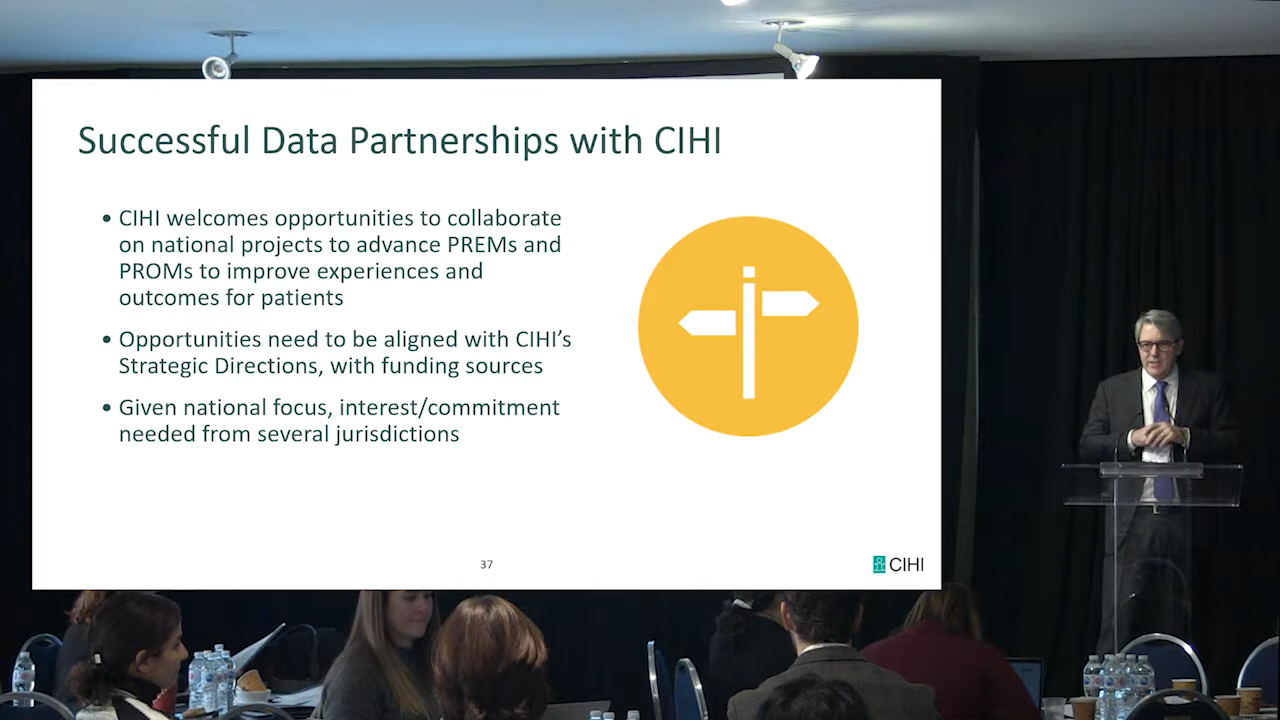 Successful Data Partnerships with CIHI
• CIHI welcomes opportunities to collaborate
on national projects to advance PREMs and
PROMs to improve experiences and
outcomes for patients
• Opportunities need to be aligned with CIHI’s
Strategic Directions, with funding sources
• Given national focus, interest/commitment
needed from several jurisdictions
37
CIHI